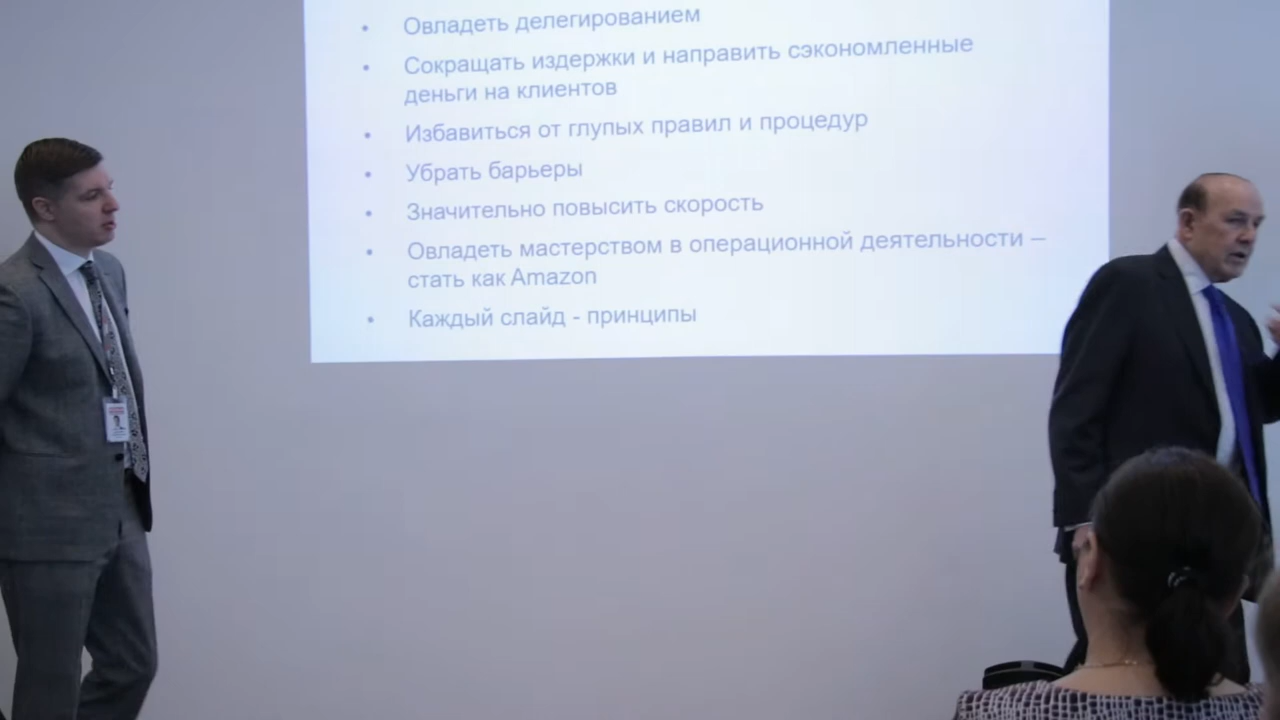 • Овладеть делегированием
• Сокращать издержки и направить сэкономленные
деньги на клиентов
• Избавиться от глупых правил и процедур
• Убрать барьеры
• Значительно повысить скорость
• Овладеть мастерством в операционной деятельности –
стать как Amazon
• Каждый слайд - принципы